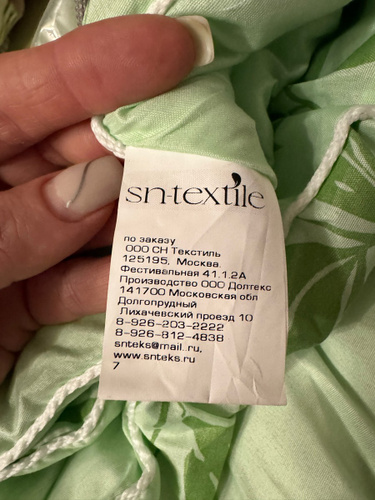 sn-textile
по заказу
ООО СН Текстиль
125195, Москва.
Фестивальная 41.1.2А
Производство ООО Долтекс
141700 Московская обл
Долгопрудный
Лихачевский проезд 10
8-926-203-2222
8-926-812-4838
snteks@mail.ru,
www.snteks.ru
7